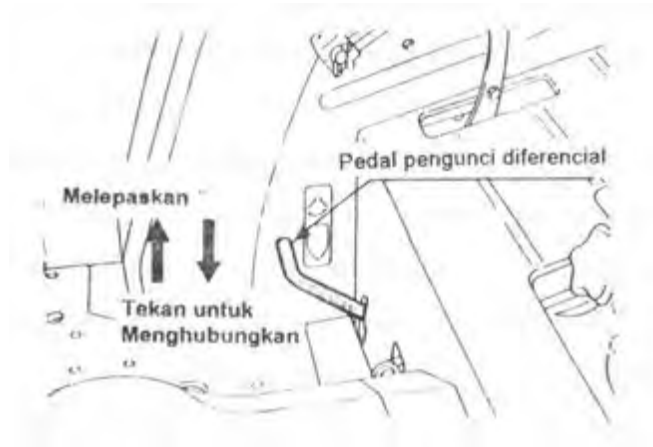 Pedal pengunci diferencial
Melepaskan
Tekan untuk
Menghubungkan